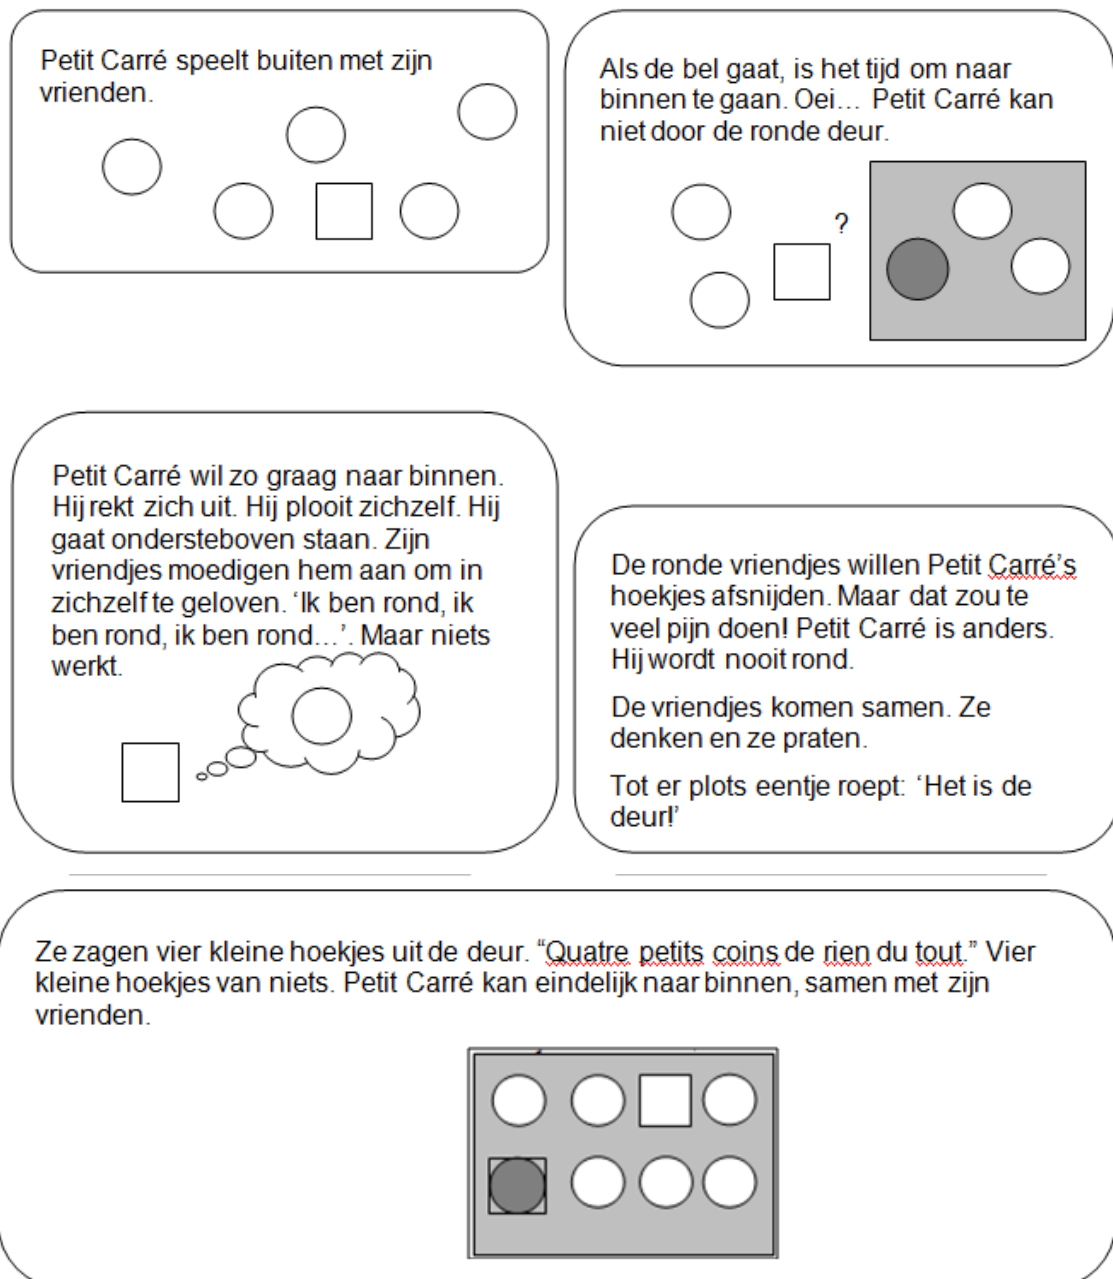 Petit Carré speelt buiten met zijn
vrienden.
Als de bel gaat, is het tijd om naar
binnen te gaan. Oei... Petit Carré kan
niet door de ronde deur.
?
Petit Carré wil zo graag naar binnen.
Hij rekt zich uit. Hij plooit zichzelf. Hij
gaat ondersteboven staan. Zijn
vriendjes moedigen hem aan om in
zichzelf te geloven. ‘Ik ben rond, ik
ben rond, ik ben rond...’. Maar niets
werkt.
De ronde vriendjes willen Petit Carré’s
hoekjes afsnijden. Maar dat zou te
veel pijn doen! Petit Carré is anders.
Hij wordt nooit rond.
De vriendjes komen samen. Ze
denken en ze praten.
Tot er plots eentje roept: ‘Het is de
deur!’
Ze zagen vier kleine hoekjes uit de deur. “Quatre petits coins de rien du tout.” Vier
kleine hoekjes van niets. Petit Carré kan eindelijk naar binnen, samen met zijn
vrienden.